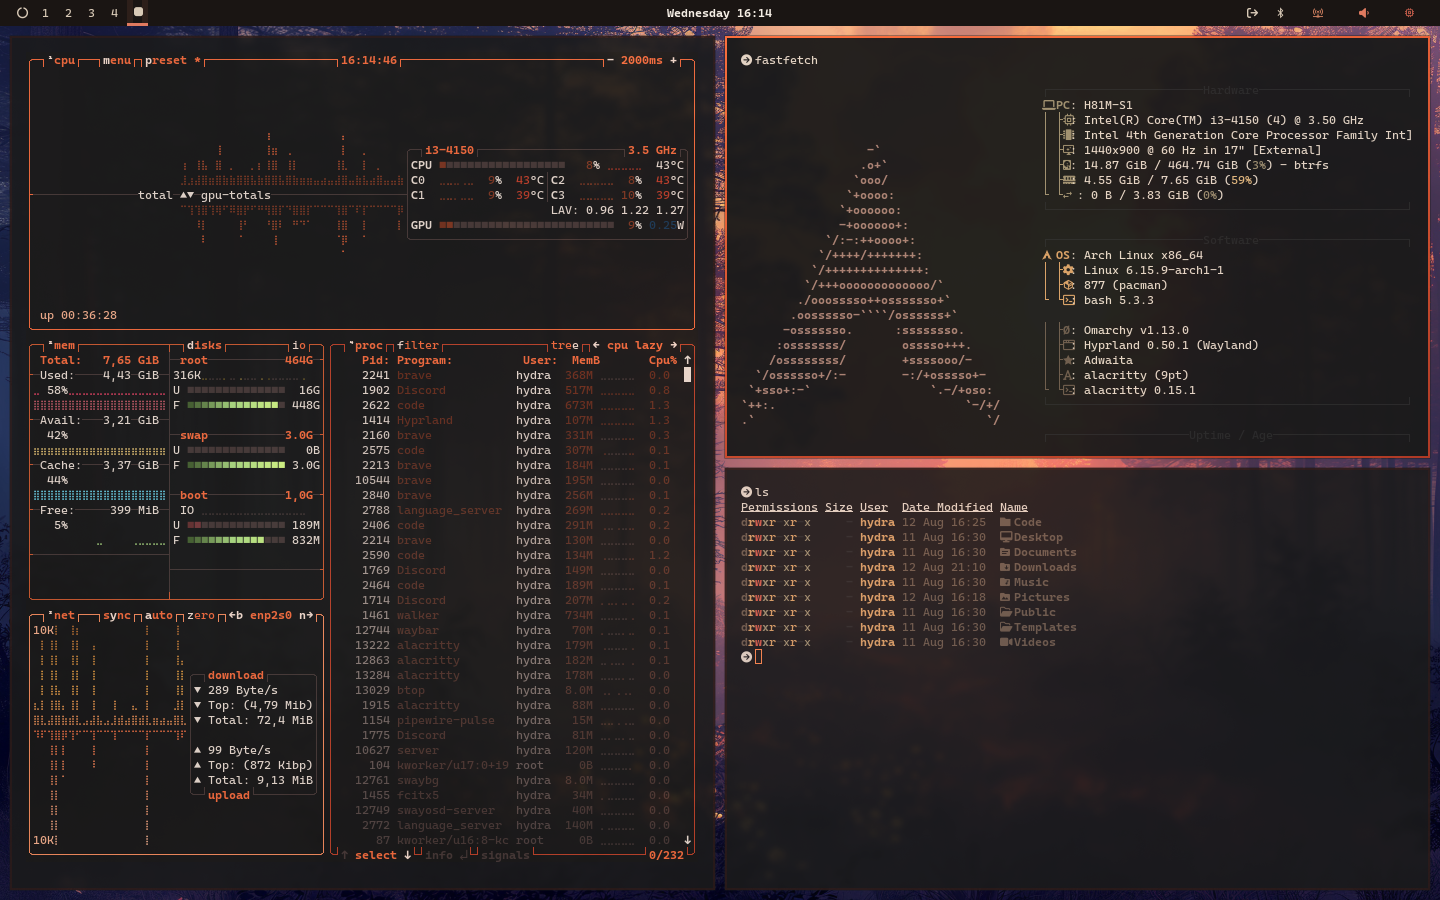 1 2 3 4
Wednesday 16:14
¹cpu menu preset * 16:14:46 − 2000ms +
i3-4150 3.5 GHz
CPU 8% 43°C
C0 9% 43°C C2 8% 43°C
C1 9% 39°C C3 10% 39°C
LAV: 0.96 1.22 1.27
GPU 9% 0.25W
total ▲▼ gpu-totals
up 00:36:28
²mem disks io
Total: 7,65 GiB
Used: 4,43 GiB
58%
Avail: 3,21 GiB
42%
Cache: 3,37 GiB
44%
Free: 399 MiB
5%
root 464G
316K
U 16G
F 448G
swap 3.0G
U 0B
F 3.0G
boot 1,0G
IO
U 189M
F 832M
³net sync auto zero ←b enp2s0 n→
10K
10K
download
▼ 289 Byte/s
▼ Top: (4,79 Mib)
▼ Total: 72,4 MiB
▲ 99 Byte/s
▲ Top: (872 Kibp)
▲ Total: 9,13 MiB
upload
⁴proc filter tree ← cpu lazy →
Pid: Program: User: MemB Cpu% ↑
2241 brave hydra 368M 0.0
1902 Discord hydra 517M 0.8
2622 code hydra 673M 1.3
1414 Hyprland hydra 107M 1.3
2160 brave hydra 331M 0.3
2575 code hydra 307M 0.1
2213 brave hydra 184M 0.1
10544 brave hydra 195M 0.0
2840 brave hydra 256M 0.1
2788 language_server hydra 269M 0.2
2406 code hydra 291M 0.2
2214 brave hydra 130M 0.0
2590 code hydra 134M 1.2
1769 Discord hydra 149M 0.0
2464 code hydra 189M 0.1
1714 Discord hydra 207M 0.2
1461 walker hydra 734M 0.1
12744 waybar hydra 70M 0.1
13222 alacritty hydra 179M 0.1
12863 alacritty hydra 182M 0.1
13284 alacritty hydra 178M 0.0
13029 btop hydra 8.0M 0.0
1915 alacritty hydra 88M 0.0
1154 pipewire-pulse hydra 15M 0.0
1775 Discord hydra 81M 0.0
10627 server hydra 120M 0.0
104 kworker/u17:0+i9 root 0B 0.0
12761 swaybg hydra 8.0M 0.0
1455 fcitx5 hydra 34M 0.0
12749 swayosd-server hydra 40M 0.0
2772 language_server hydra 140M 0.0
87 kworker/u16:8-kc root 0B 0.0 ↓
↑ select ↓ info ↵ signals 0/232
fastfetch
Hardware
PC: H81M-S1
: Intel(R) Core(TM) i3-4150 (4) @ 3.50 GHz
: Intel 4th Generation Core Processor Family Int]
: 1440x900 @ 60 Hz in 17" [External]
: 14.87 GiB / 464.74 GiB (3%) − btrfs
: 4.55 GiB / 7.65 GiB (59%)
: 0 B / 3.83 GiB (0%)
Software
OS: Arch Linux x86_64
: Linux 6.15.9-arch1-1
: 877 (pacman)
: bash 5.3.3
: Omarchy v1.13.0
: Hyprland 0.50.1 (Wayland)
: Adwaita
: alacritty (9pt)
: alacritty 0.15.1
Uptime / Age
-`
.o+`
`ooo/
`+oooo:
`+oooooo:
-+oooooo+:
`/:-:++oooo+:
`/++++/+++++++:
`/++++++++++++++:
`/+++ooooooooooooo/`
./ooosssso++osssssso+`
.oossssso-````/ossssss+`
-osssssso. :ssssssso.
:osssssss/ osssso+++.
/ossssssss/ +ssssooo/-
`/ossssso+/:- -:/+osssso+-
`+sso+:-` `.-/+oso:
`++:. `-/+/
.` `/
ls
Permissions Size User Date Modified Name
drwxr-xr-x - hydra 12 Aug 16:25 Code
drwxr-xr-x - hydra 11 Aug 16:30 Desktop
drwxr-xr-x - hydra 11 Aug 16:30 Documents
drwxr-xr-x - hydra 12 Aug 21:10 Downloads
drwxr-xr-x - hydra 11 Aug 16:30 Music
drwxr-xr-x - hydra 12 Aug 16:18 Pictures
drwxr-xr-x - hydra 11 Aug 16:30 Public
drwxr-xr-x - hydra 11 Aug 16:30 Templates
drwxr-xr-x - hydra 11 Aug 16:30 Videos